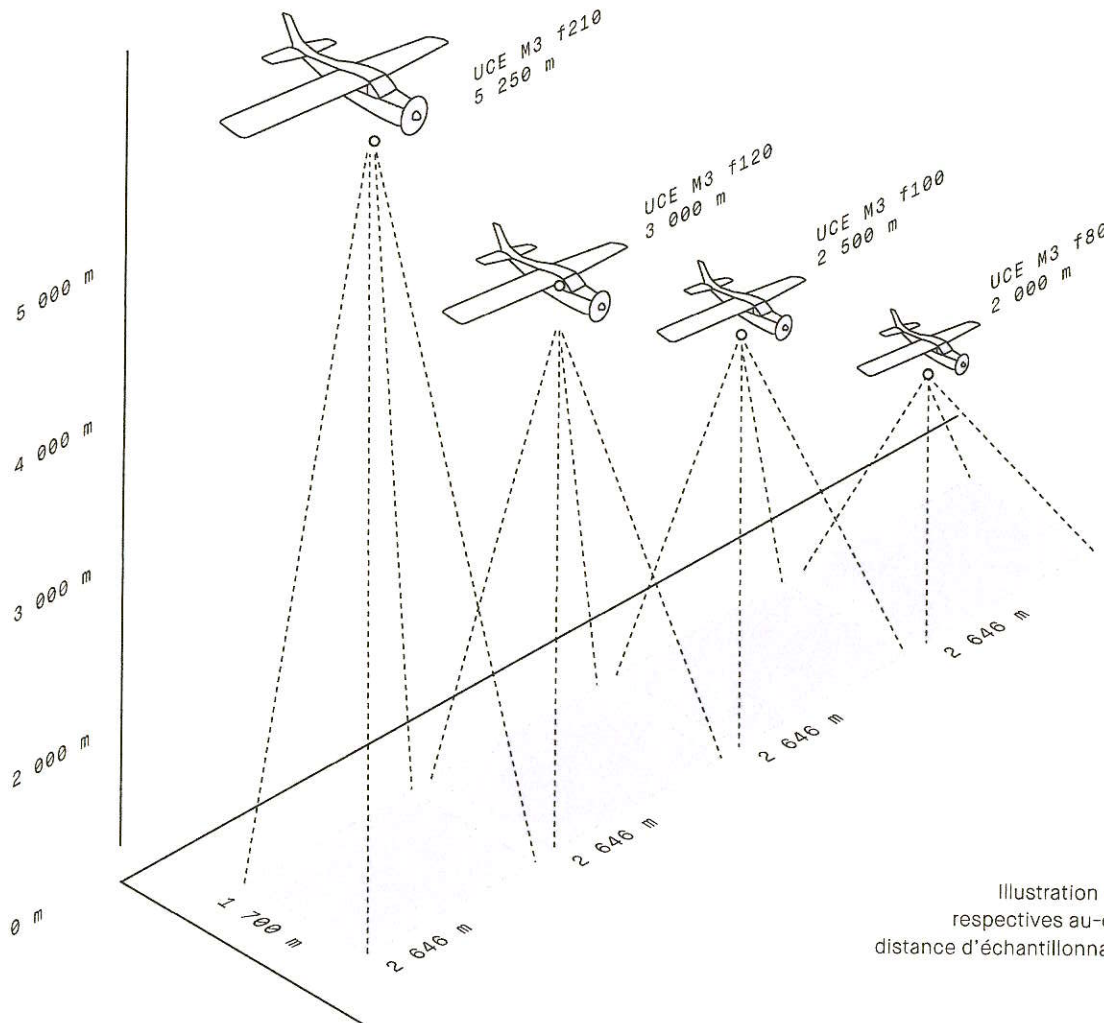 UCE M3 f210
5 250 m
UCE M3 f120
3 000 m
UCE M3 f100
2 500 m
UCE M3 f80
2 000 m
5 000 m
4 000 m
3 000 m
2 000 m
0 m
1 700 m
2 646 m
2 646 m
2 646 m
2 646 m
Illustration
respectives au-
distance d'échantillonna